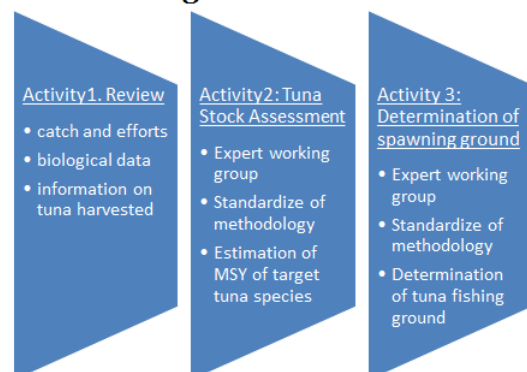 Activity1. Review
• catch and efforts
• biological data
• information on
tuna harvested
Activity2: Tuna
Stock Assessment
• Expert working
group
• Standardize of
methodology
• Estimation of
MSY of target
tuna species
Activity 3:
Determination of
spawning ground
• Expert working
group
• Standardize of
methodology
• Determination
of tuna fishing
ground